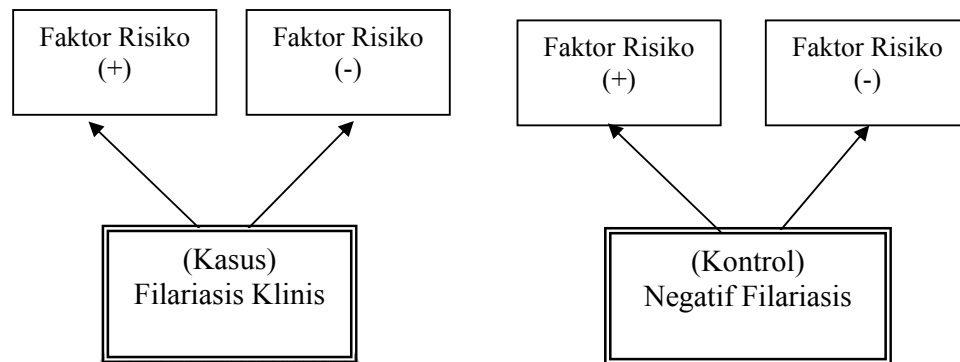 Faktor Risiko
(+)
Faktor Risiko
(-)
Faktor Risiko
(+)
Faktor Risiko
(-)
(Kasus)
Filariasis Klinis
(Kontrol)
Negatif Filariasis